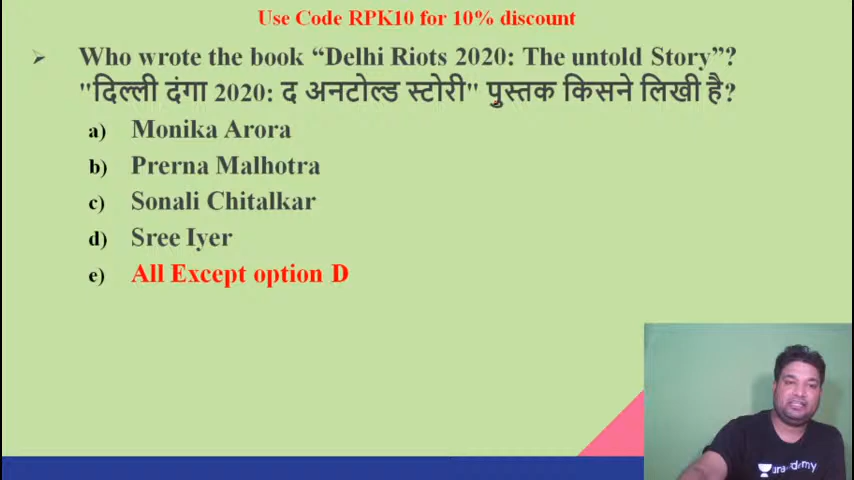 Use Code RPK10 for 10% discount
➢ Who wrote the book “Delhi Riots 2020: The untold Story”?
"दिल्ली दंगा 2020: द अनटोल्ड स्टोरी" पुस्तक किसने लिखी है?
a) Monika Arora
b) Prerna Malhotra
c) Sonali Chitalkar
d) Sree Iyer
e) All Except option D